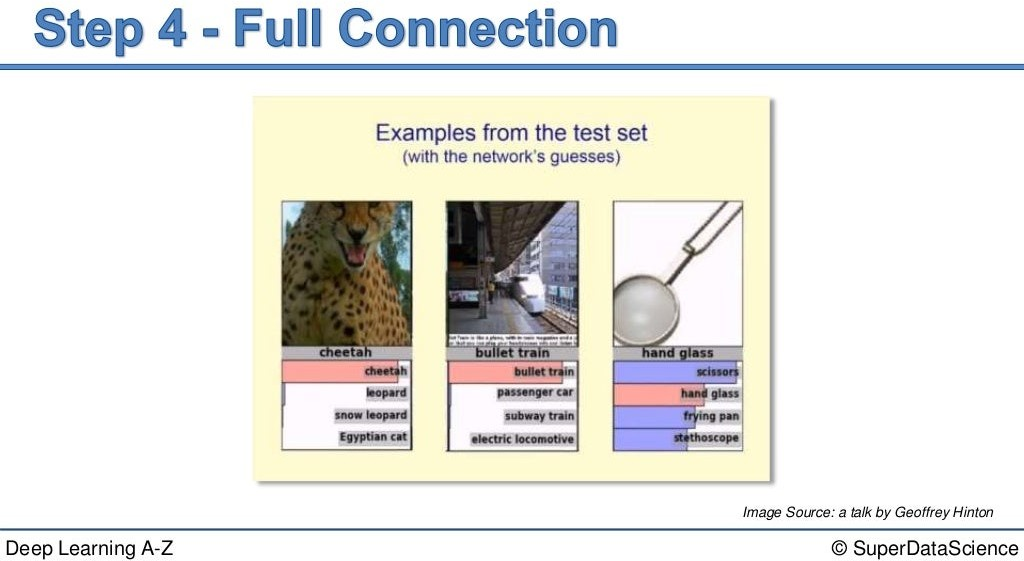 Step 4 - Full Connection
Examples from the test set
(with the network's guesses)
cheetah
cheetah
leopard
snow leopard
Egyptian cat
bullet train
bullet train
passenger car
subway train
electric locomotive
hand glass
scissors
hand glass
frying pan
stethoscope
Image Source: a talk by Geoffrey Hinton
Deep Learning A-Z
© SuperDataScience